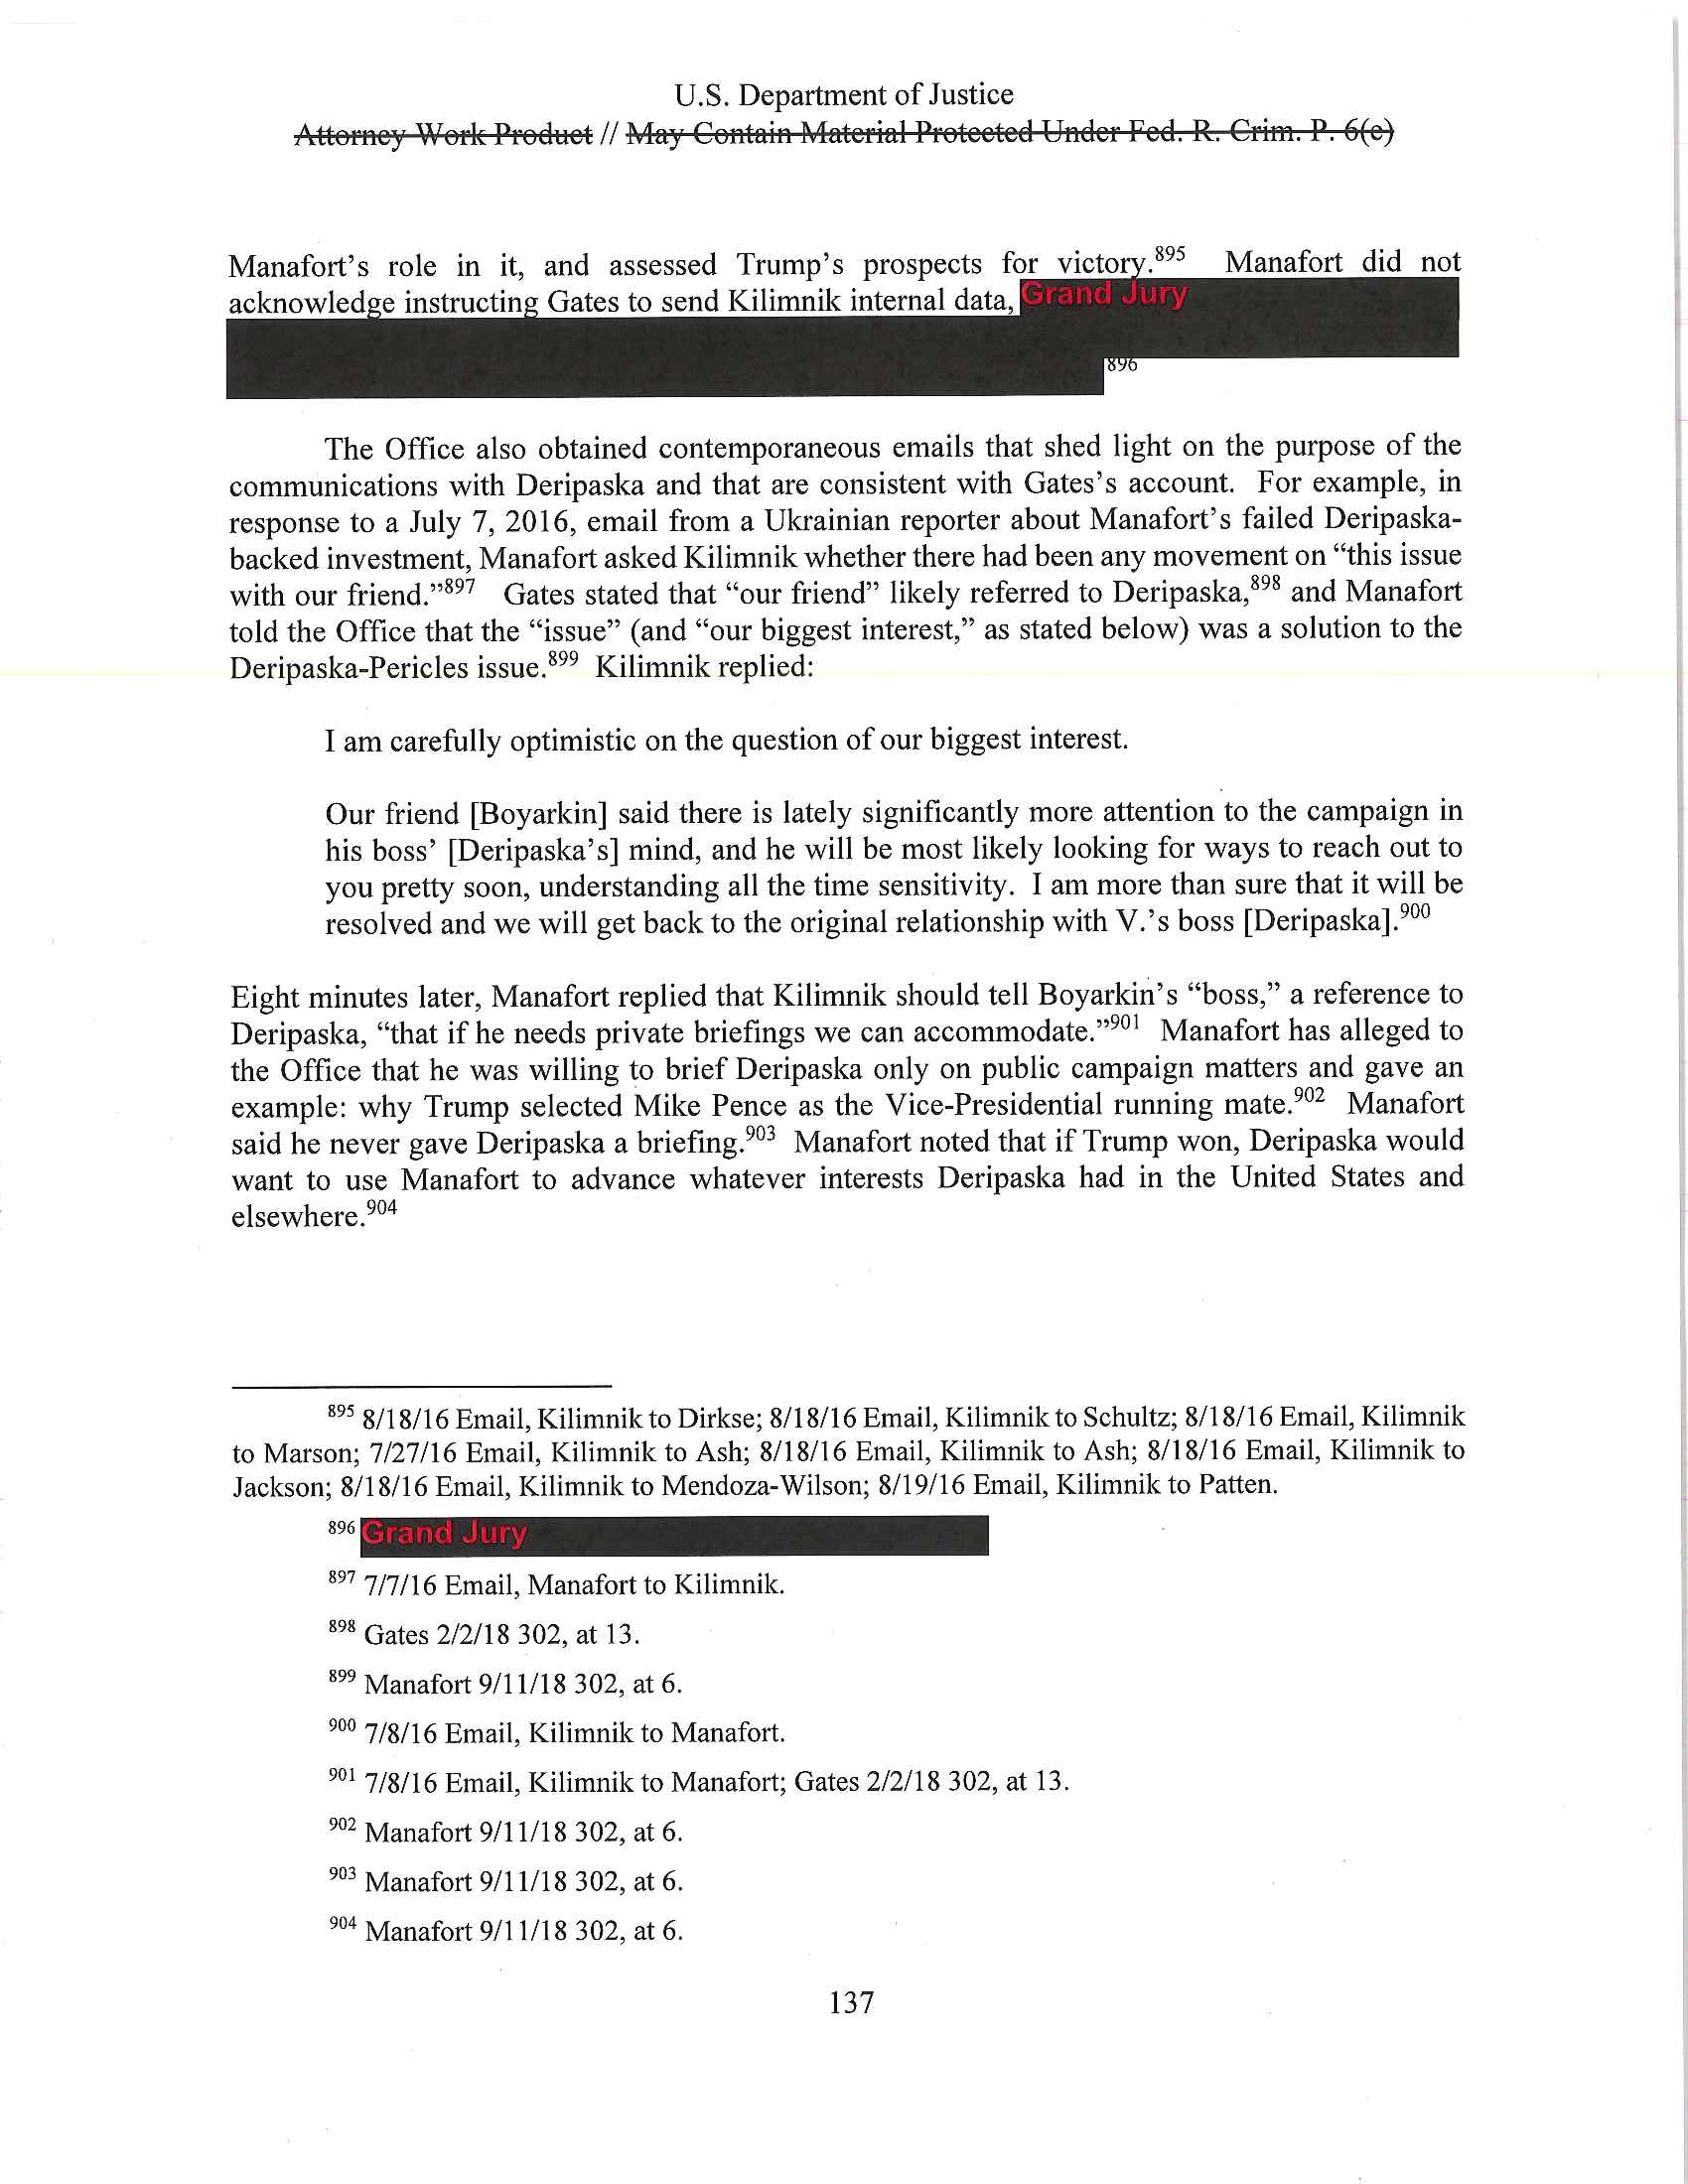 U.S. Department of Justice
Attorney Work Product // May Contain Material Protected Under Fed. R. Crim. P. 6(e)
Manafort's role in it, and assessed Trump's prospects for victory.895 Manafort did not
acknowledge instructing Gates to send Kilimnik internal data, Grand Jury
896
The Office also obtained contemporaneous emails that shed light on the purpose of the
communications with Deripaska and that are consistent with Gates's account. For example, in
response to a July 7, 2016, email from a Ukrainian reporter about Manafort's failed Deripaska-
backed investment, Manafort asked Kilimnik whether there had been any movement on “this issue
with our friend.”897 Gates stated that “our friend” likely referred to Deripaska,898 and Manafort
told the Office that the “issue” (and “our biggest interest,” as stated below) was a solution to the
Deripaska-Pericles issue.899 Kilimnik replied:
I am carefully optimistic on the question of our biggest interest.
Our friend [Boyarkin] said there is lately significantly more attention to the campaign in
his boss' [Deripaska's] mind, and he will be most likely looking for ways to reach out to
you pretty soon, understanding all the time sensitivity. I am more than sure that it will be
resolved and we will get back to the original relationship with V.'s boss [Deripaska].900
Eight minutes later, Manafort replied that Kilimnik should tell Boyarkin's “boss,” a reference to
Deripaska, “that if he needs private briefings we can accommodate.”901 Manafort has alleged to
the Office that he was willing to brief Deripaska only on public campaign matters and gave an
example: why Trump selected Mike Pence as the Vice-Presidential running mate.902 Manafort
said he never gave Deripaska a briefing.903 Manafort noted that if Trump won, Deripaska would
want to use Manafort to advance whatever interests Deripaska had in the United States and
elsewhere.904
895 8/18/16 Email, Kilimnik to Dirkse; 8/18/16 Email, Kilimnik to Schultz; 8/18/16 Email, Kilimnik
to Marson; 7/27/16 Email, Kilimnik to Ash; 8/18/16 Email, Kilimnik to Ash; 8/18/16 Email, Kilimnik to
Jackson; 8/18/16 Email, Kilimnik to Mendoza-Wilson; 8/19/16 Email, Kilimnik to Patten.
896 Grand Jury
897 7/7/16 Email, Manafort to Kilimnik.
898 Gates 2/2/18 302, at 13.
899 Manafort 9/11/18 302, at 6.
900 7/8/16 Email, Kilimnik to Manafort.
901 7/8/16 Email, Kilimnik to Manafort; Gates 2/2/18 302, at 13.
902 Manafort 9/11/18 302, at 6.
903 Manafort 9/11/18 302, at 6.
904 Manafort 9/11/18 302, at 6.
137